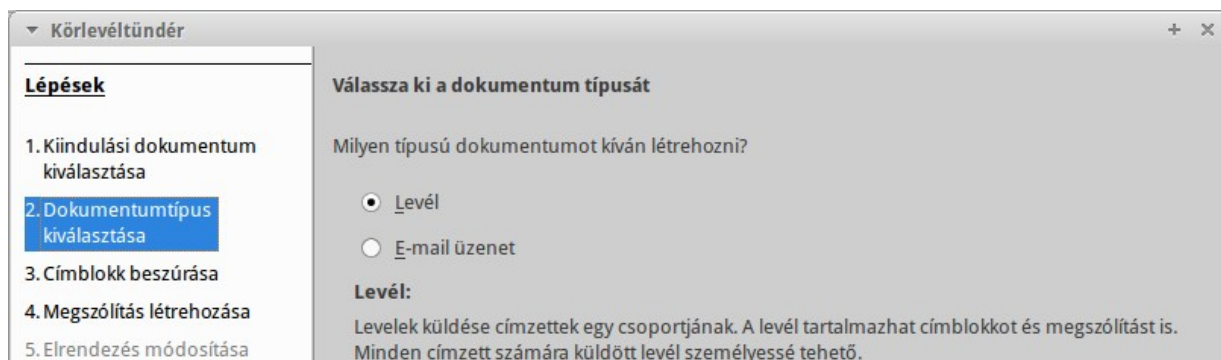 Körlevéltündér
Lépések
1. Kiindulási dokumentum
kiválasztása
2. Dokumentumtípus
kiválasztása
3. Címblokk beszúrása
4. Megszólítás létrehozása
5. Elrendezés módosítása
Válassza ki a dokumentum típusát
Milyen típusú dokumentumot kíván létrehozni?
Levél
E-mail üzenet
Levél:
Levelek küldése címzettek egy csoportjának. A levél tartalmazhat címblokkot és megszólítást is.
Minden címzett számára küldött levél személyessé tehető.